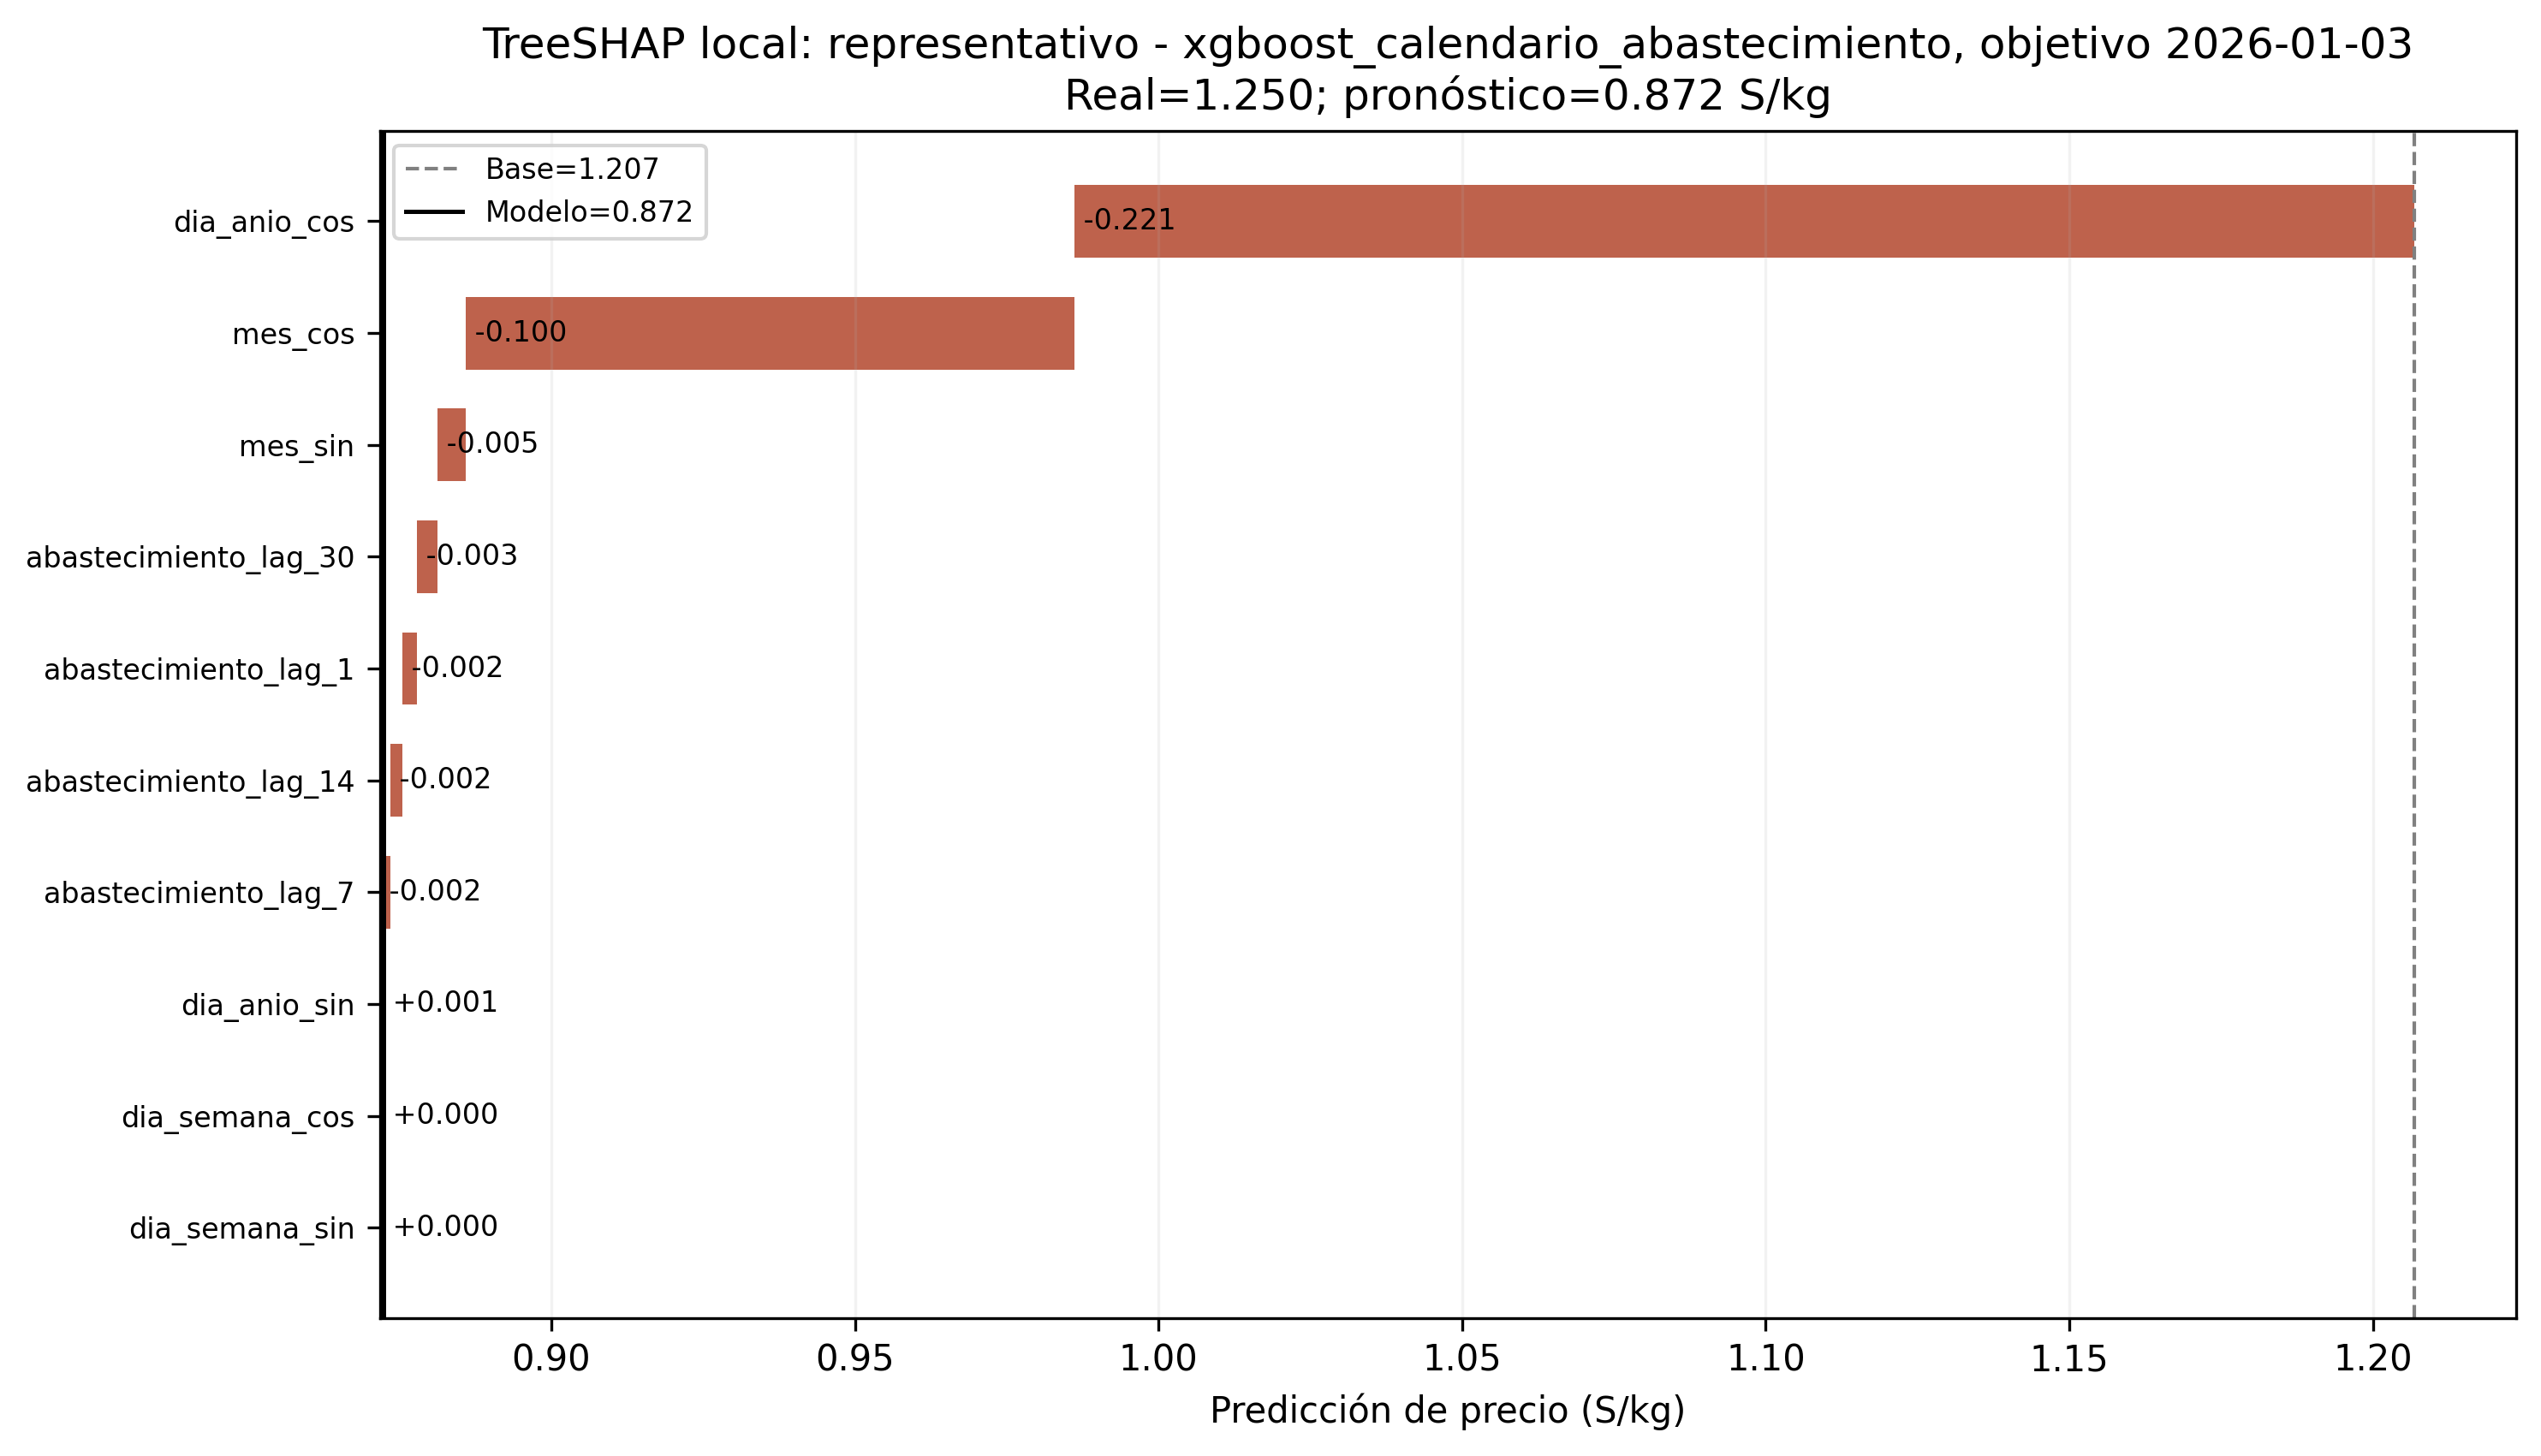 TreeSHAP local: representativo - xgboost_calendario_abastecimiento, objetivo 2026-01-03
Real=1.250; pronóstico=0.872 S/kg
Base=1.207
Modelo=0.872
dia_anio_cos
-0.221
mes_cos
-0.100
mes_sin
-0.005
abastecimiento_lag_30
-0.003
abastecimiento_lag_1
-0.002
abastecimiento_lag_14
-0.002
abastecimiento_lag_7
-0.002
dia_anio_sin
+0.001
dia_semana_cos
+0.000
dia_semana_sin
+0.000
0.90 0.95 1.00 1.05 1.10 1.15 1.20
Predicción de precio (S/kg)